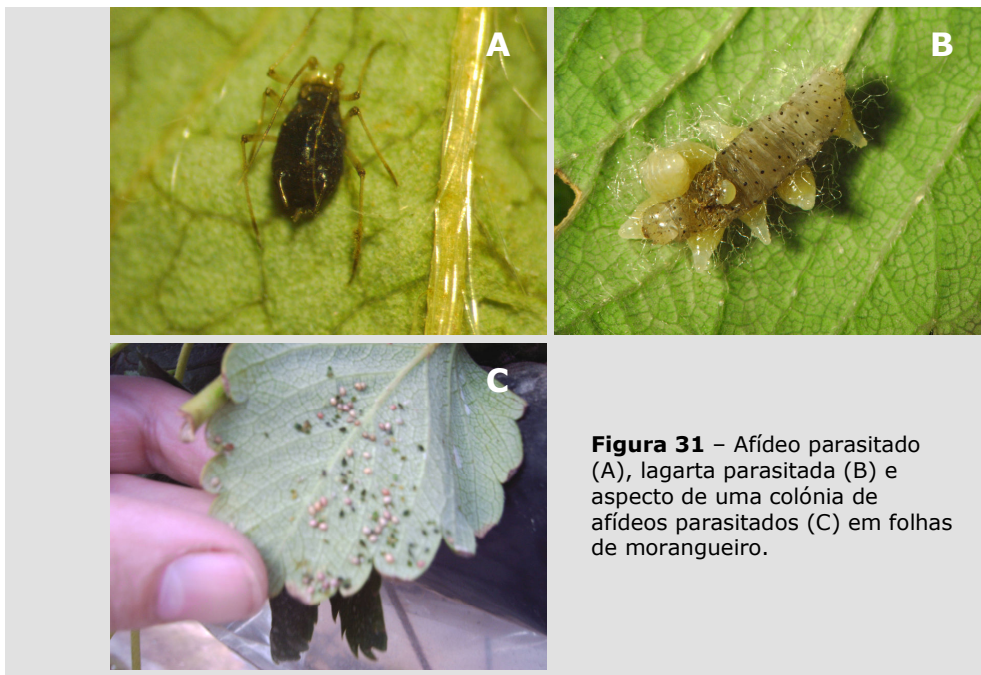 A
B
C
Figura 31 – Afídeo parasitado
(A), lagarta parasitada (B) e
aspecto de uma colónia de
afídeos parasitados (C) em folhas
de morangueiro.